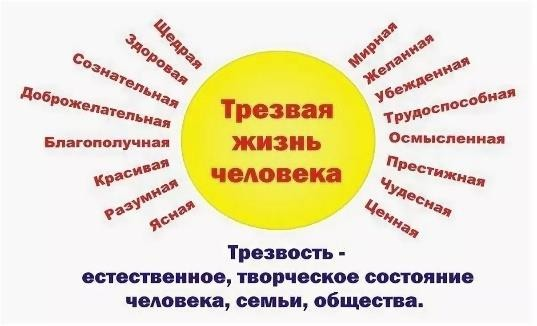 Щедрая
Здоровая
Сознательная
Доброжелательная
Благополучная
Красивая
Разумная
Ясная
Трезвая
жизнь
человека
Мирная
Желанная
Убежденная
Трудоспособная
Осмысленная
Престижная
Чудесная
Ценная
Трезвость -
естественное, творческое состояние
человека, семьи, общества.